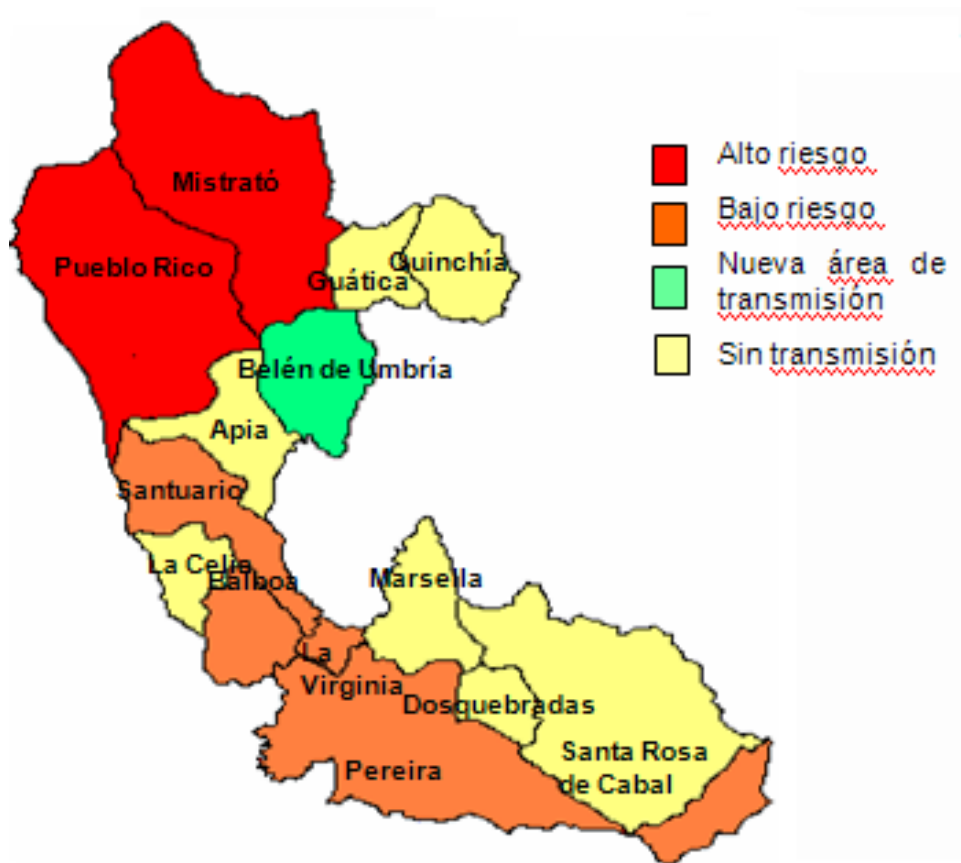 Mistrató
Pueblo Rico
Guática
Quinchía
Belén de Umbría
Apia
Santuario
La Celia
Balboa
Marsella
La
Virginia
Dosquebradas
Pereira
Santa Rosa
de Cabal
Alto riesgo
Bajo riesgo
Nueva área de
transmisión
Sin transmisión